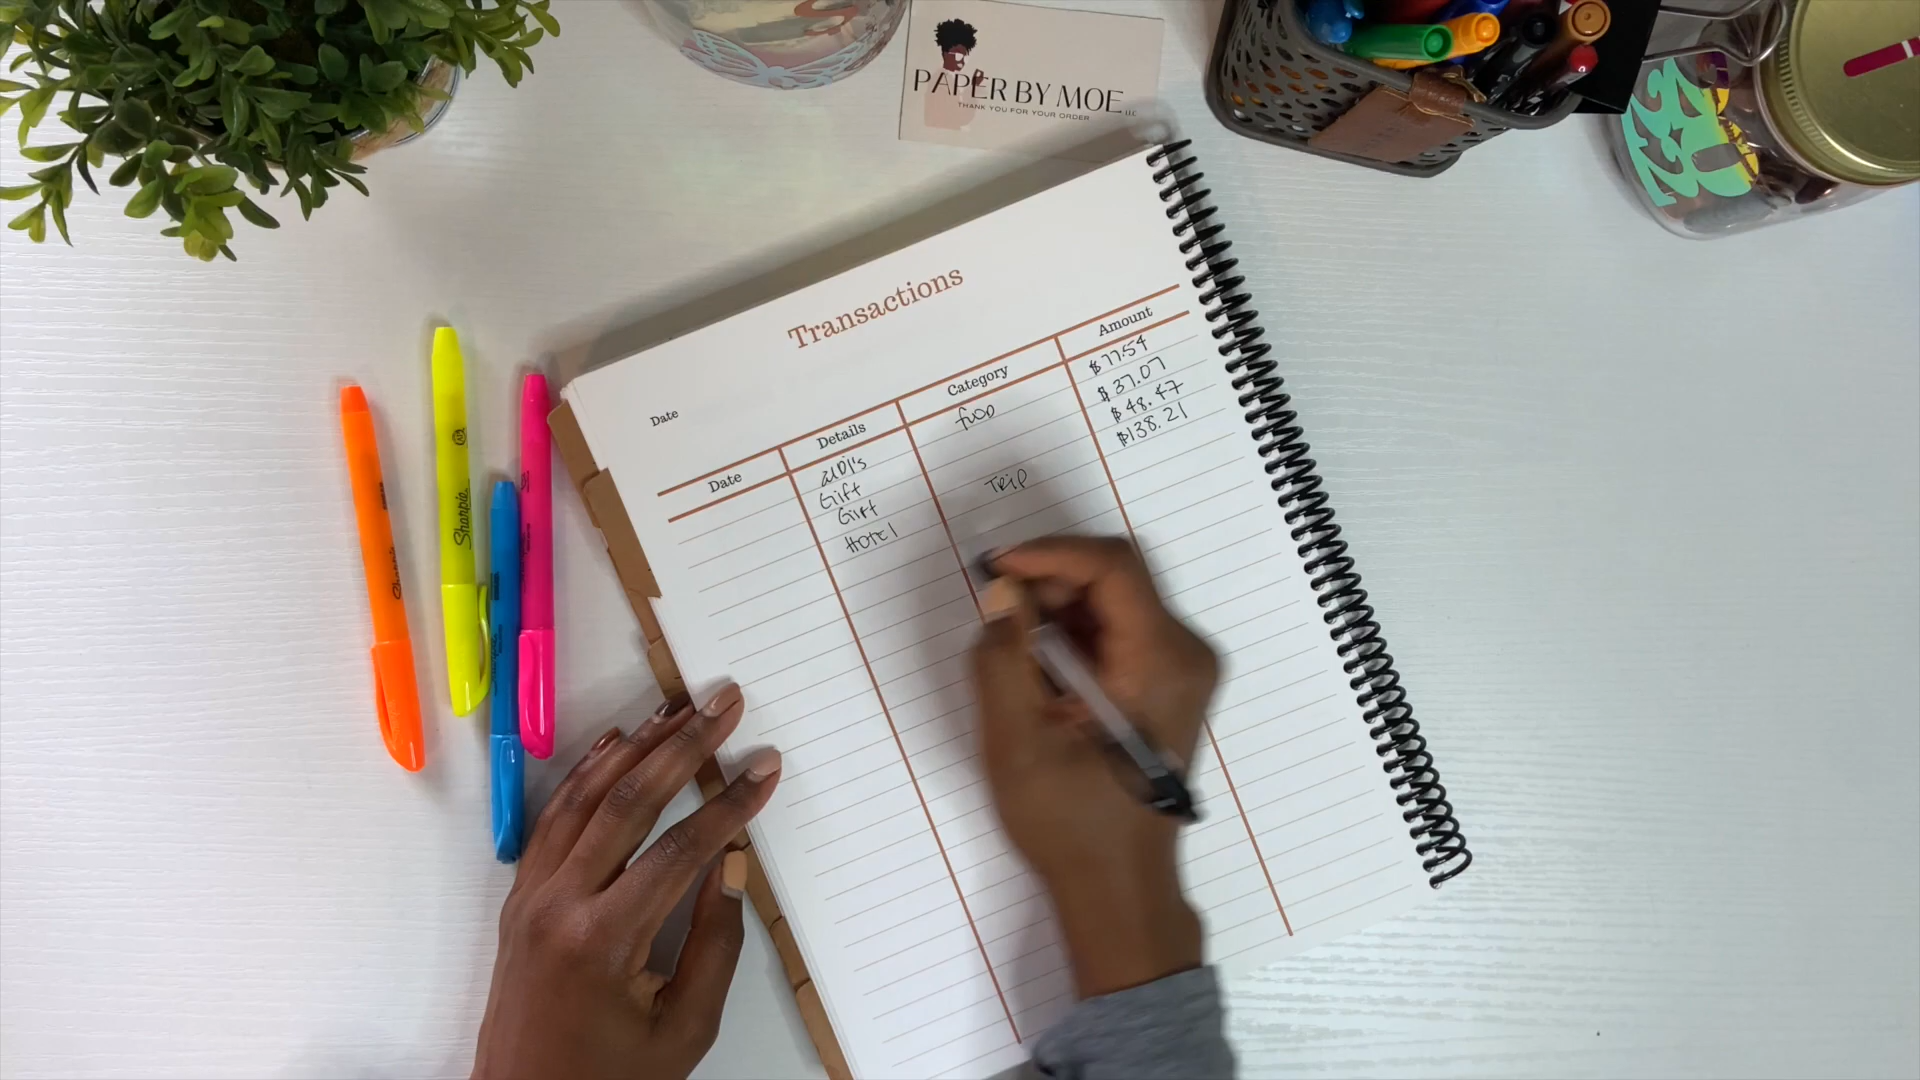 PAPER BY MOE LLC
THANK YOU FOR YOUR ORDER
Transactions
Date
Date Details Category Amount
aldi's food $77.54
Gift $37.07
Gift $48.47
Hotel Trip $138.21
Sharpie
Sharpie